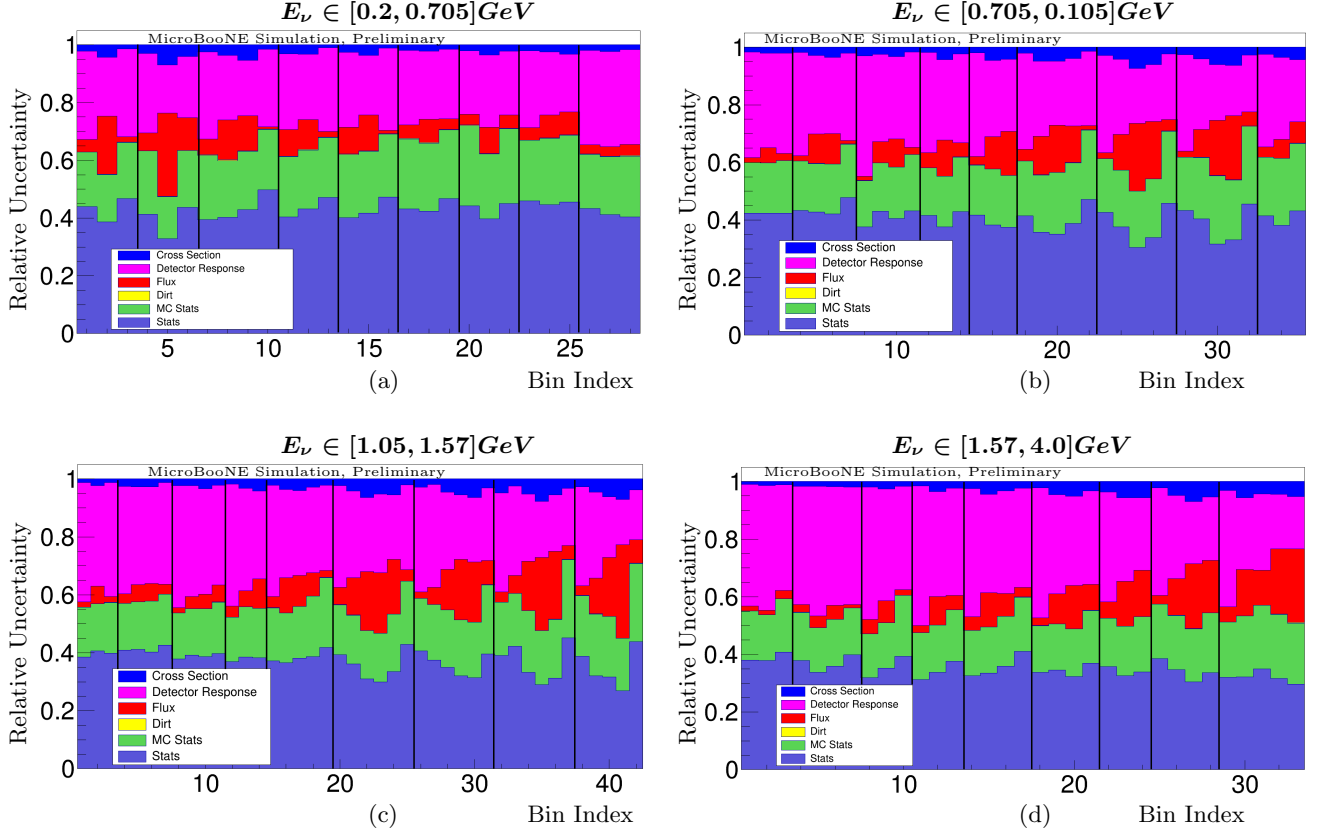 E_ν ∈ [0.2, 0.705]GeV
MicroBooNE Simulation, Preliminary
Relative Uncertainty
1
0.8
0.6
0.4
0.2
0
Cross Section
Detector Response
Flux
Dirt
MC Stats
Stats
5 10 15 20 25
(a) Bin Index
E_ν ∈ [0.705, 0.105]GeV
MicroBooNE Simulation, Preliminary
Relative Uncertainty
1
0.8
0.6
0.4
0.2
0
Cross Section
Detector Response
Flux
Dirt
MC Stats
Stats
10 20 30
(b) Bin Index
E_ν ∈ [1.05, 1.57]GeV
MicroBooNE Simulation, Preliminary
Relative Uncertainty
1
0.8
0.6
0.4
0.2
0
Cross Section
Detector Response
Flux
Dirt
MC Stats
Stats
10 20 30 40
(c) Bin Index
E_ν ∈ [1.57, 4.0]GeV
MicroBooNE Simulation, Preliminary
Relative Uncertainty
1
0.8
0.6
0.4
0.2
0
Cross Section
Detector Response
Flux
Dirt
MC Stats
Stats
10 20 30
(d) Bin Index